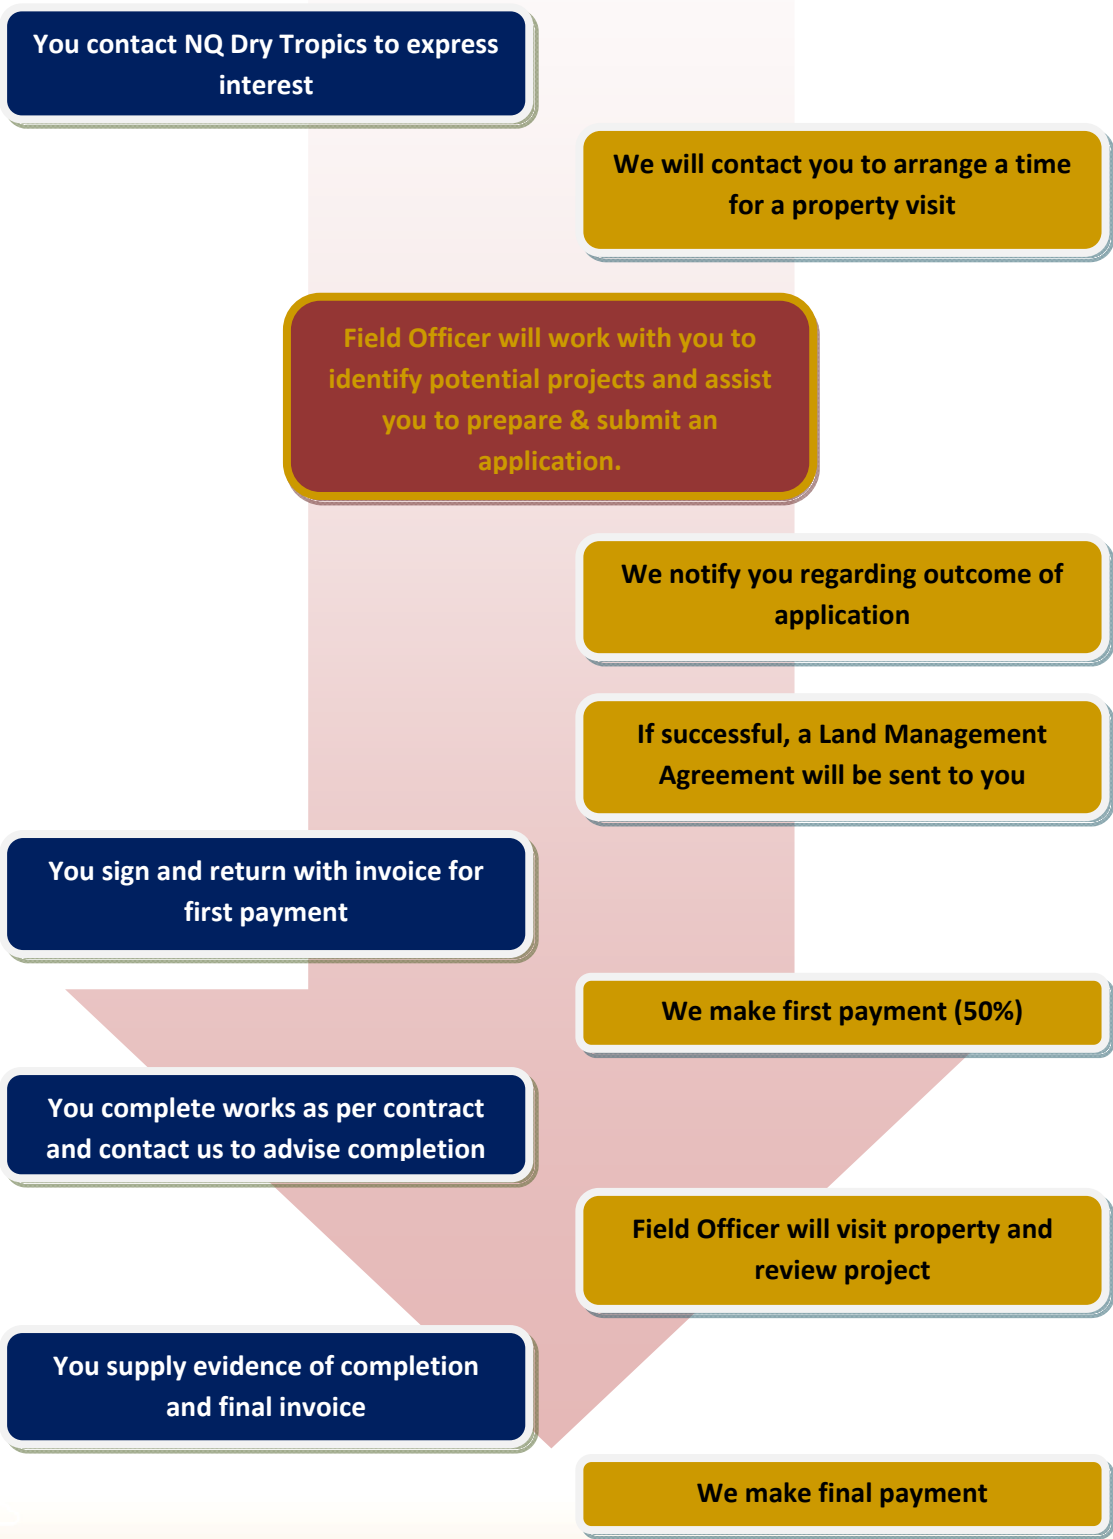 You contact NQ Dry Tropics to express
interest
We will contact you to arrange a time
for a property visit
Field Officer will work with you to
identify potential projects and assist
you to prepare & submit an
application.
We notify you regarding outcome of
application
If successful, a Land Management
Agreement will be sent to you
You sign and return with invoice for
first payment
We make first payment (50%)
You complete works as per contract
and contact us to advise completion
Field Officer will visit property and
review project
You supply evidence of completion
and final invoice
We make final payment